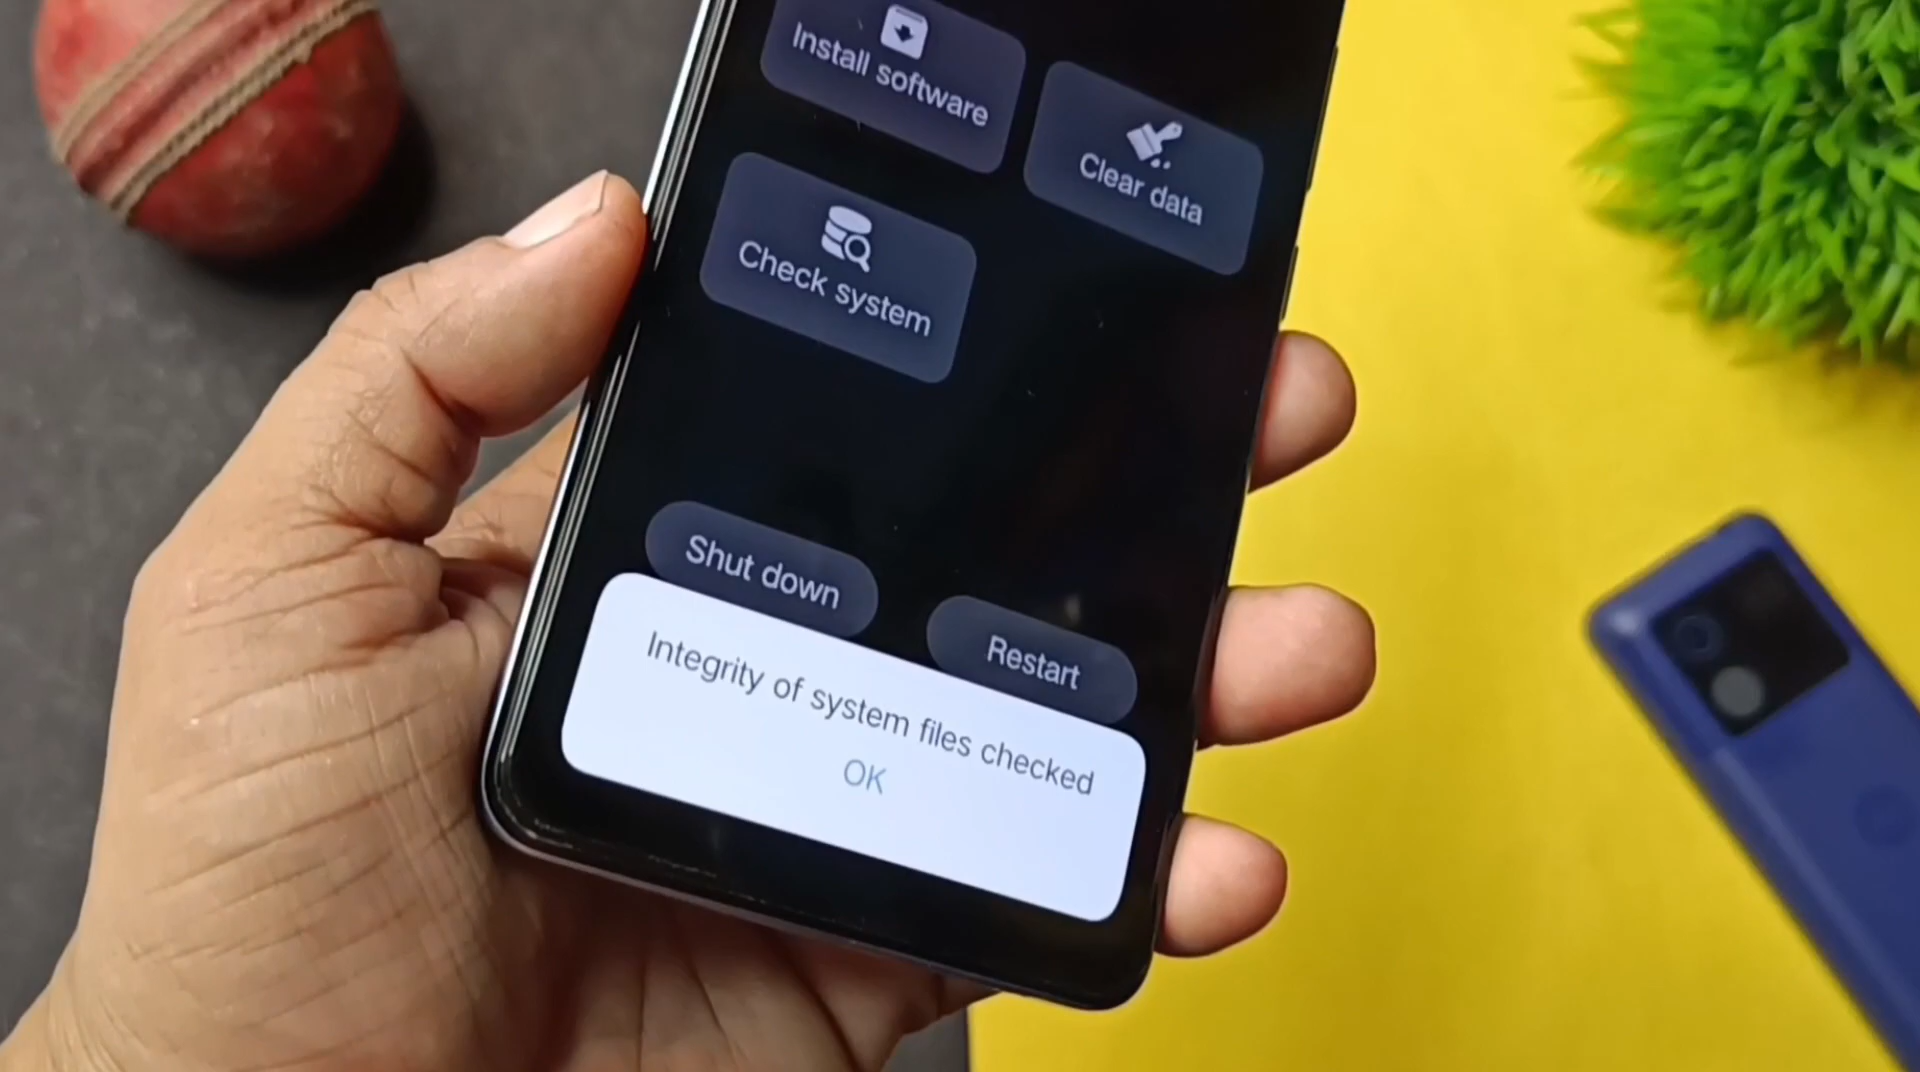 Install software
Clear data
Check system
Shut down
Restart
Integrity of system files checked
OK